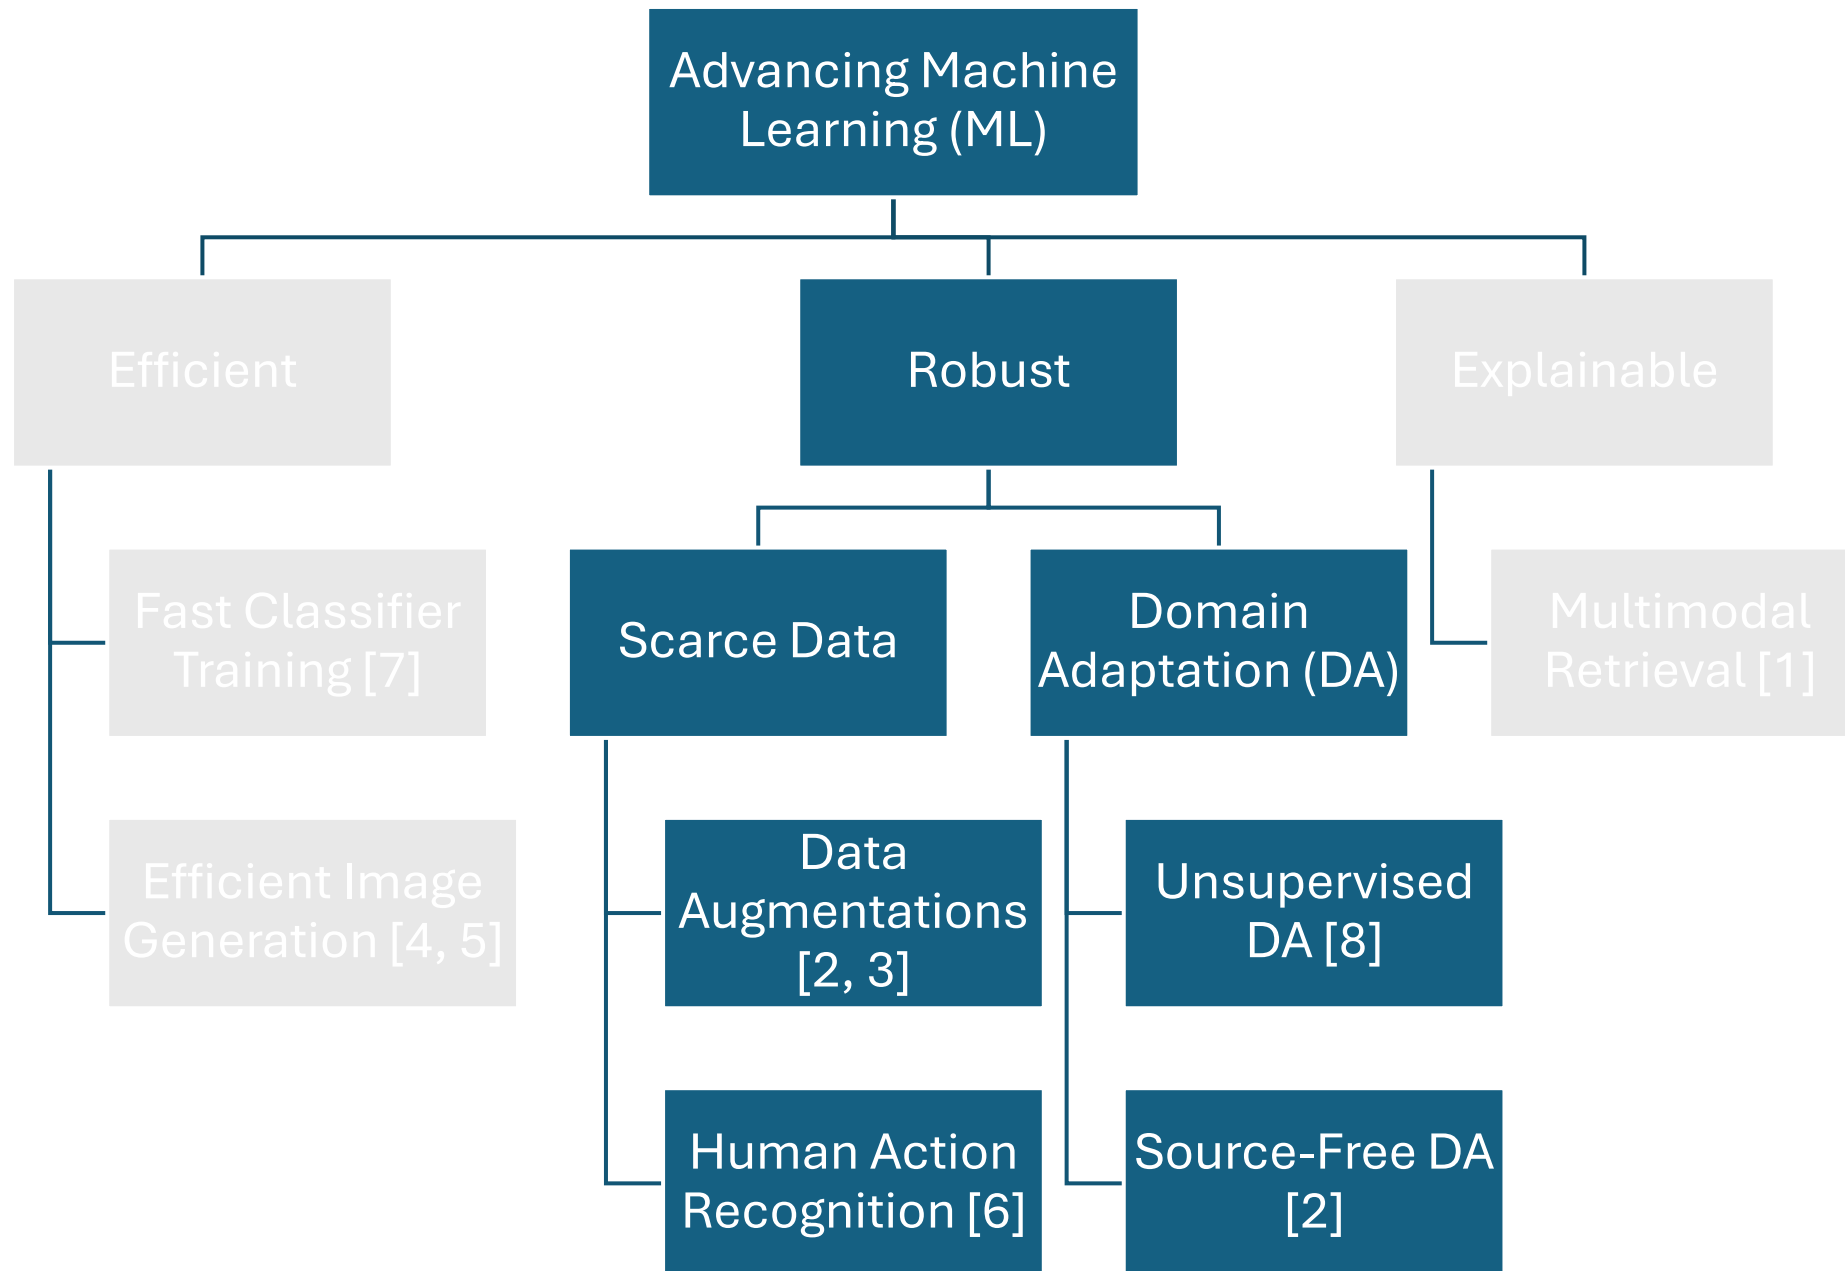 Advancing Machine
Learning (ML)
Efficient
Robust
Explainable
Fast Classifier
Training [7]
Scarce Data
Domain
Adaptation (DA)
Multimodal
Retrieval [1]
Efficient Image
Generation [4, 5]
Data
Augmentations
[2, 3]
Unsupervised
DA [8]
Human Action
Recognition [6]
Source-Free DA
[2]